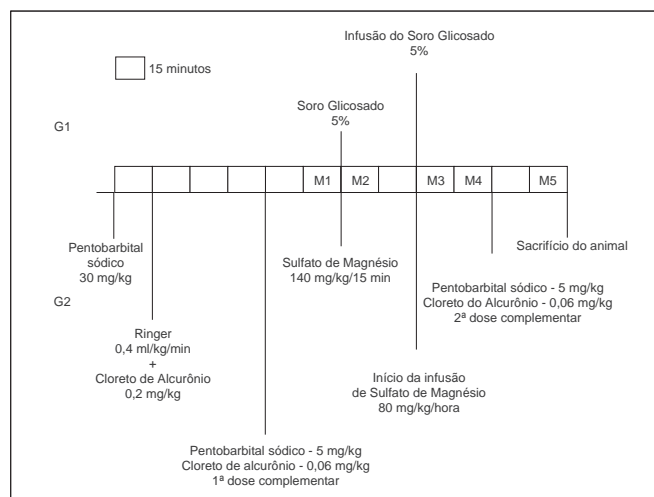 Infusão do Soro Glicosado
5%
15 minutos
Soro Glicosado
5%
G1
M1 M2 M3 M4 M5
Pentobarbital
sódico
30 mg/kg
Sulfato de Magnésio
140 mg/kg/15 min
Sacrifício do animal
G2
Pentobarbital sódico - 5 mg/kg
Cloreto do Alcurônio - 0,06 mg/kg
2ª dose complementar
Ringer
0,4 ml/kg/min
+
Cloreto de Alcurônio
0,2 mg/kg
Início da infusão
de Sulfato de Magnésio
80 mg/kg/hora
Pentobarbital sódico - 5 mg/kg
Cloreto de alcurônio - 0,06 mg/kg
1ª dose complementar